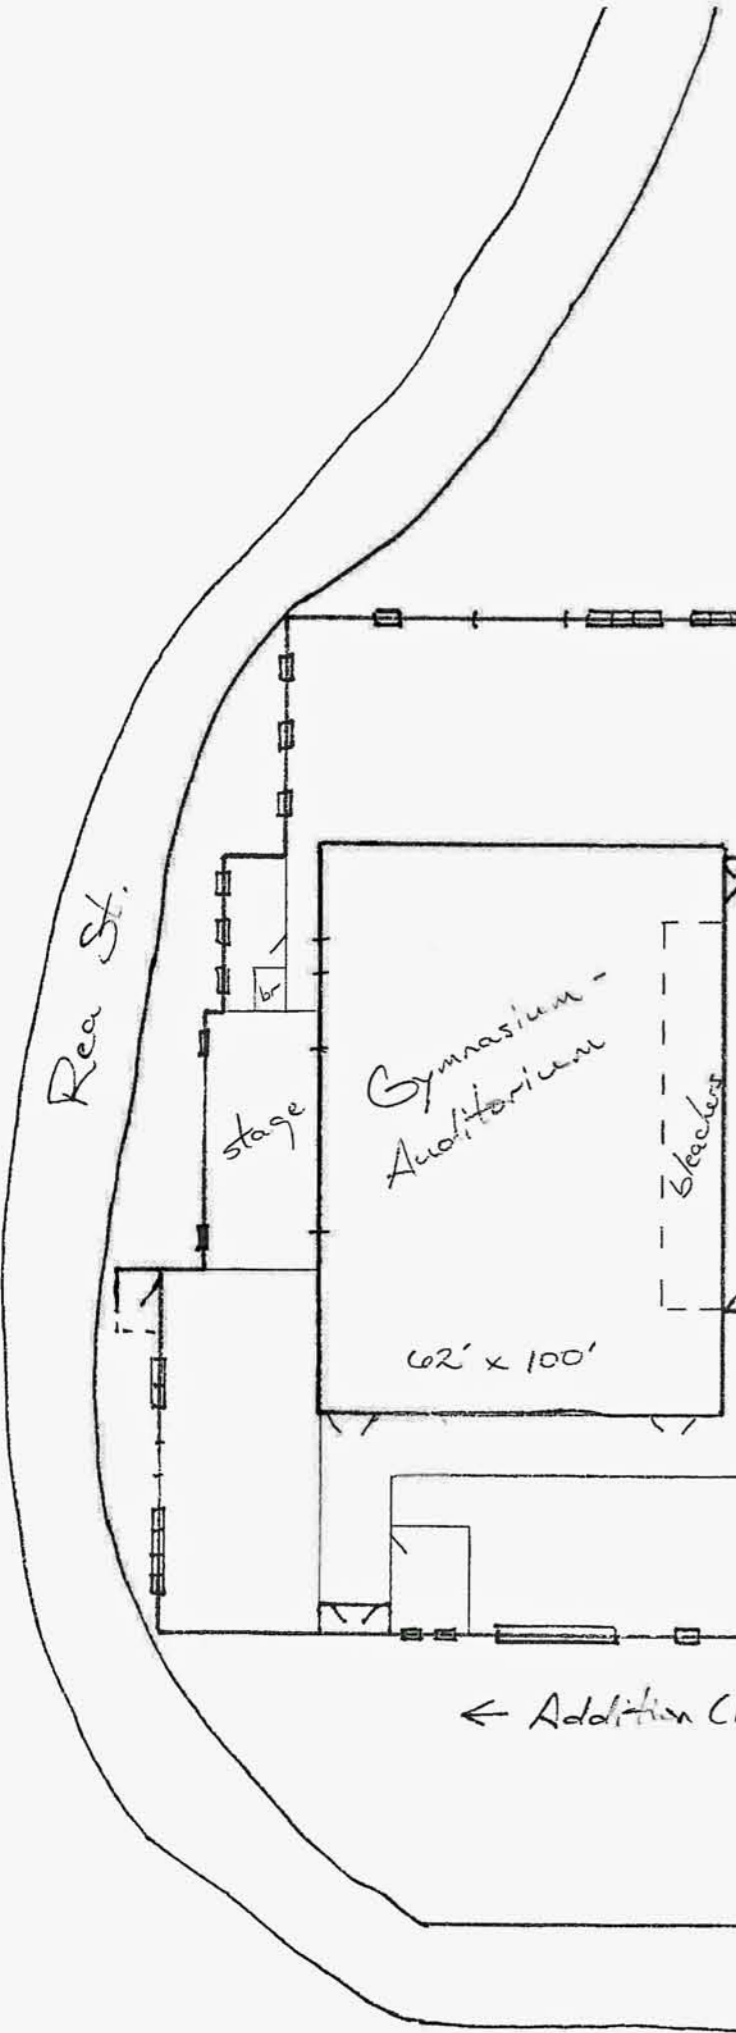 Rea St.
br
stage
Gymnasium -
Auditorium
bleachers
62' x 100'
← Addition